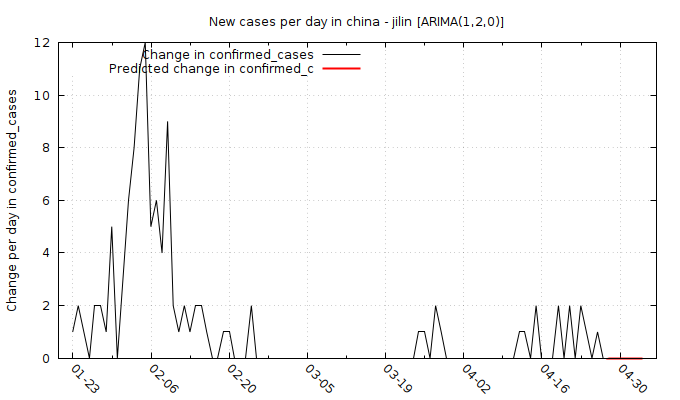 New cases per day in china - jilin [ARIMA(1,2,0)]
Change in confirmed_cases
Predicted change in confirmed_c
Change per day in confirmed_cases
12
10
8
6
4
2
0
01-23 02-06 02-20 03-05 03-19 04-02 04-16 04-30